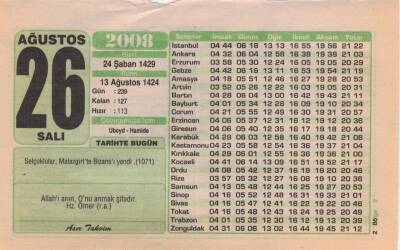 AĞUSTOS
26
SALI
2008
Hicri
24 Şaban 1429
Rumi
13 Ağustos 1424
Gün : 239
Kalan : 127
Hızır : 113
Çocuğunuza İsim
Ubeyd - Hamide
TARİHTE BUGÜN
Selçuklular, Malazgirt'te Bizans'ı yendi .(1071)
Allah'ı anın, O'nu anmak şifadır.
Hz. Ömer (r.a.)
Asır Takvim
Şehirler İmsak Güneş Öğle İkindi Akşam Yatsı
İstanbul 04 44 06 18 13 13 16 55 19 56 21 22
Ankara 04 32 06 04 12 58 16 38 19 39 21 03
Erzurum 03 58 05 30 12 24 16 05 19 05 20 29
Gebze 04 42 06 16 13 11 16 53 19 54 21 19
Amasya 04 18 05 51 12 46 16 27 19 28 20 53
Artvin 03 52 05 26 12 22 16 03 19 05 20 31
Bartın 04 28 06 04 13 00 16 42 19 43 21 11
Bayburt 04 01 05 34 12 28 16 09 19 10 20 34
Çorum 04 21 05 55 12 49 16 30 19 31 20 57
Erzincan 04 06 05 37 12 31 16 12 19 12 20 36
Giresun 04 06 05 40 12 35 16 17 19 18 20 44
Karabük 04 29 06 03 12 59 16 41 19 42 21 09
Kastamonu 04 23 05 58 12 54 16 36 19 37 21 04
Kırıkkale 04 29 06 01 12 55 16 36 19 36 21 00
Kocaeli 04 41 06 14 13 09 16 51 19 52 21 17
Ordu 04 08 05 42 12 37 16 19 19 20 20 46
Rize 03 57 05 32 12 27 16 08 19 10 20 36
Samsun 04 13 05 48 12 44 16 25 19 26 20 53
Sinop 04 16 05 52 12 48 16 31 19 32 21 00
Sivas 04 16 05 47 12 41 16 22 19 22 20 45
Tokat 04 16 05 48 12 43 16 24 19 25 20 49
Trabzon 04 01 05 35 12 30 16 12 19 13 20 39
Zonguldak 04 31 06 06 13 02 16 44 19 45 21 12